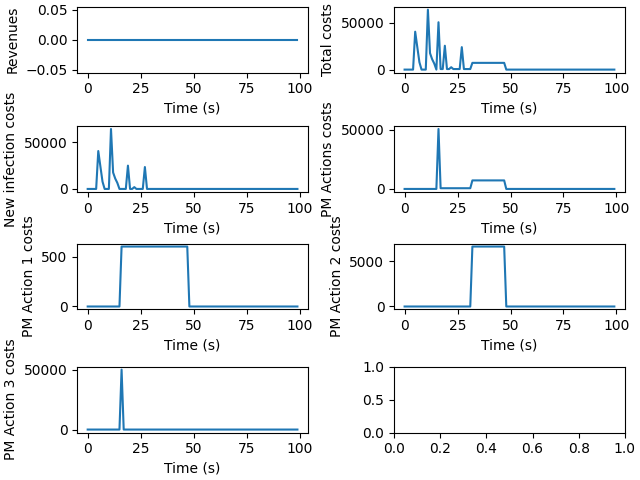 Revenues
0.05
0.00
−0.05
0 25 50 75 100
Time (s)
Total costs
50000
0
0 25 50 75 100
Time (s)
New infection costs
50000
0
0 25 50 75 100
Time (s)
PM Actions costs
50000
0
0 25 50 75 100
Time (s)
PM Action 1 costs
500
0
0 25 50 75 100
Time (s)
PM Action 2 costs
5000
0
0 25 50 75 100
Time (s)
PM Action 3 costs
50000
0
0 25 50 75 100
Time (s)
1.0
0.5
0.0
0.0 0.2 0.4 0.6 0.8 1.0